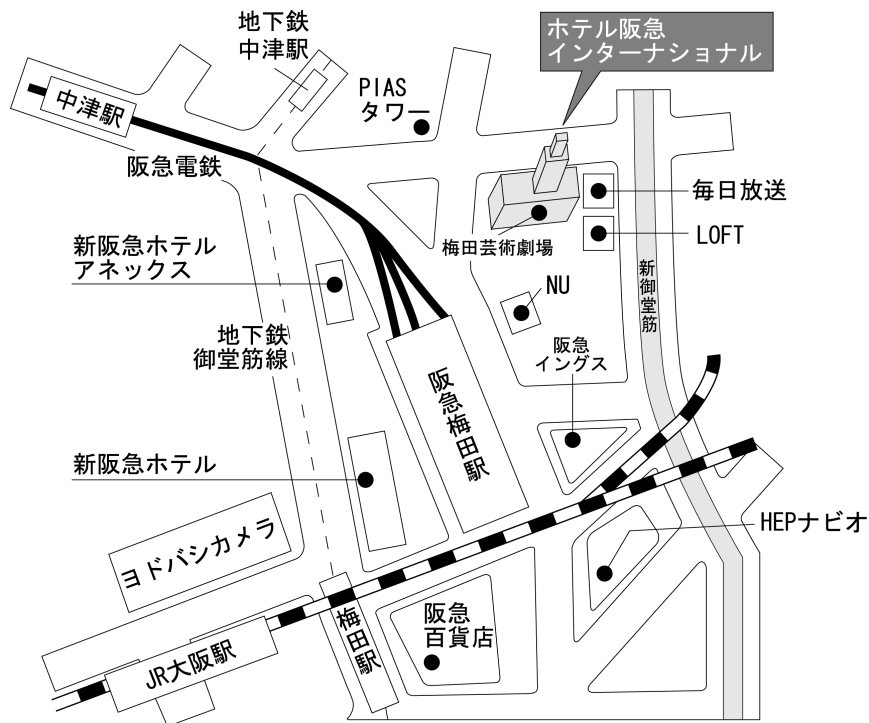 地下鉄
中津駅
ホテル阪急
インターナショナル
PIAS
タワー
中津駅
阪急電鉄
毎日放送
LOFT
梅田芸術劇場
新阪急ホテル
アネックス
NU
新御堂筋
地下鉄
御堂筋線
阪急
イングス
阪急梅田駅
新阪急ホテル
HEPナビオ
ヨドバシカメラ
阪急
百貨店
梅田駅
JR大阪駅